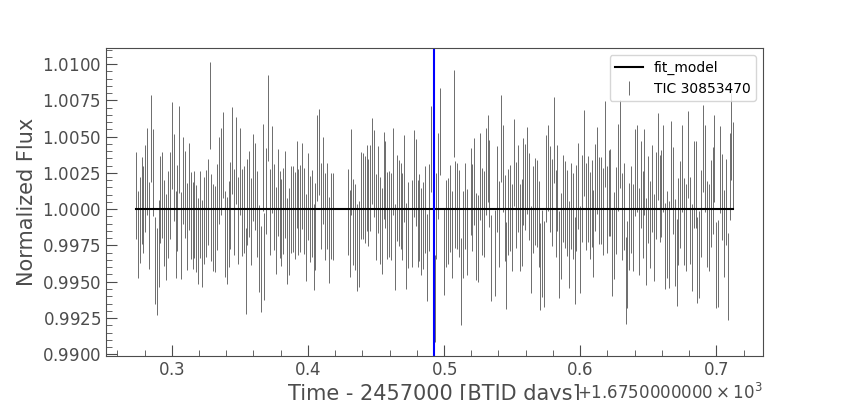 1.0100
1.0075
1.0050
1.0025
1.0000
0.9975
0.9950
0.9925
0.9900
Normalized Flux
fit_model
TIC 30853470
0.3 0.4 0.5 0.6 0.7
Time - 2457000 [BTJD days]
+1.6750000000 × 10³